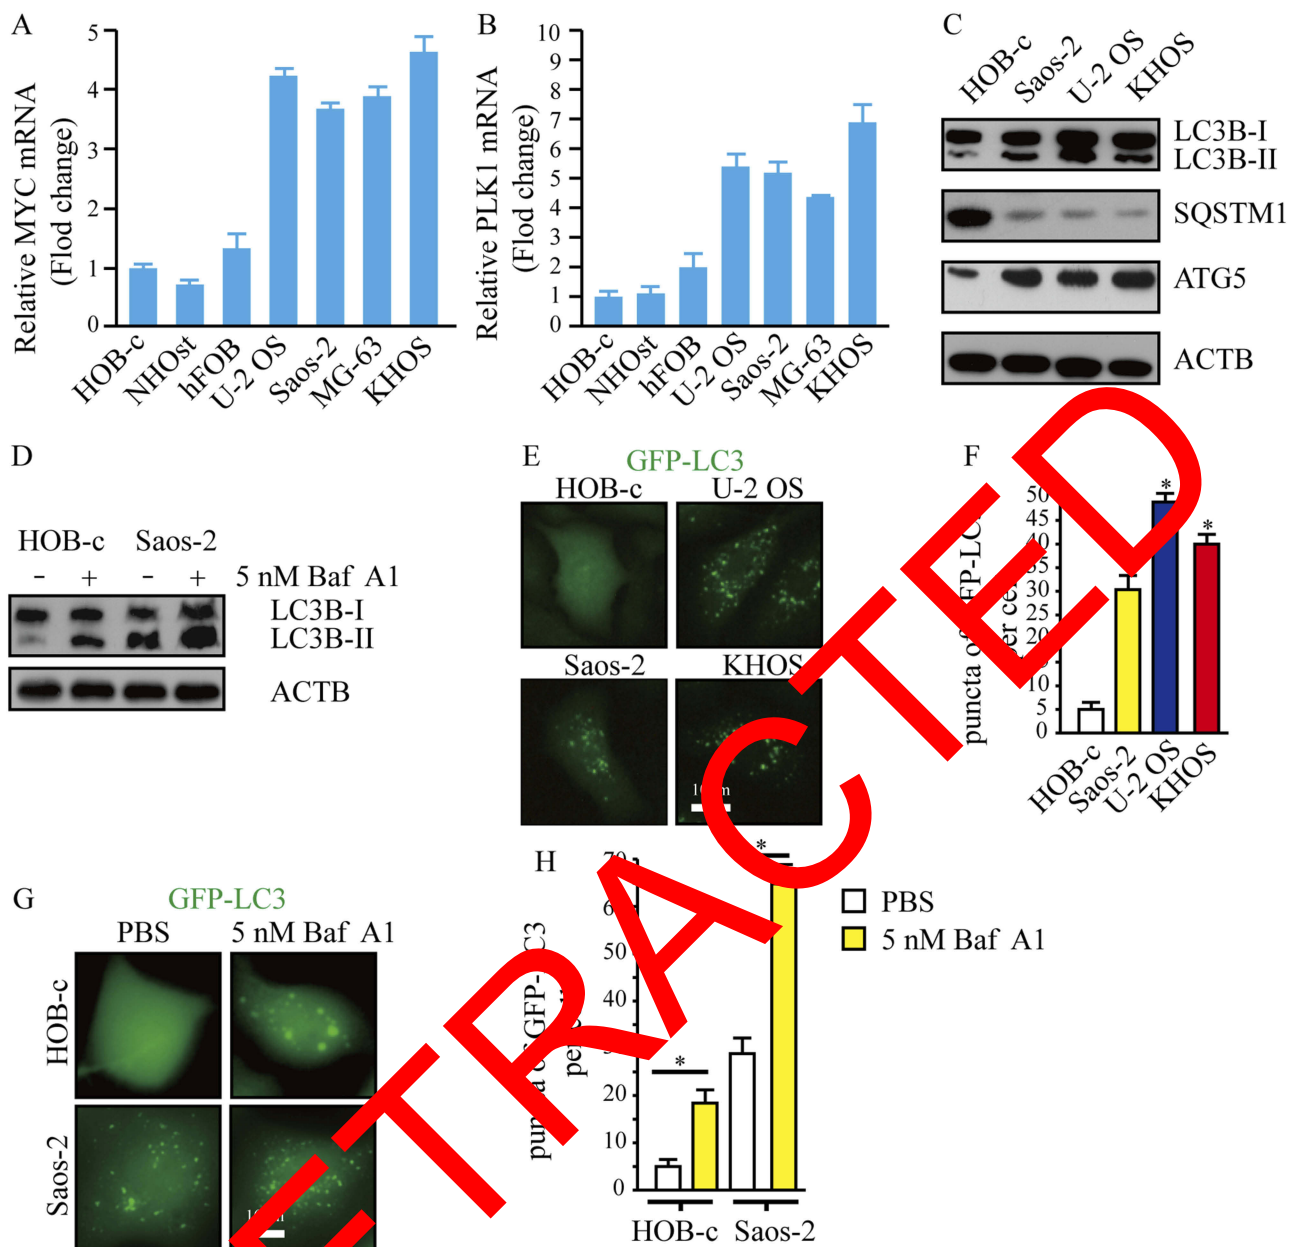 A
Relative MYC mRNA
(Flod change)
5
4
3
2
1
0
HOB-c
NHOst
hFOB
U-2 OS
Saos-2
MG-63
KHOS
B
Relative PLK1 mRNA
(Flod change)
10
9
8
7
6
5
4
3
2
1
0
HOB-c
NHOst
hFOB
U-2 OS
Saos-2
MG-63
KHOS
C
HOB-c
Saos-2
U-2 OS
KHOS
LC3B-I
LC3B-II
SQSTM1
ATG5
ACTB
D
HOB-c Saos-2
- + - + 5 nM Baf A1
LC3B-I
LC3B-II
ACTB
E
GFP-LC3
HOB-c U-2 OS
Saos-2 KHOS
F
puncta of
50
45
40
35
30
25
20
15
10
5
0
* *
HOB-c
Saos-2
U-2 OS
KHOS
G
GFP-LC3
PBS 5 nM Baf A1
HOB-c
Saos-2
H
70
50
40
20
10
0
* *
HOB-c Saos-2
PBS
5 nM Baf A1
ETRACTED